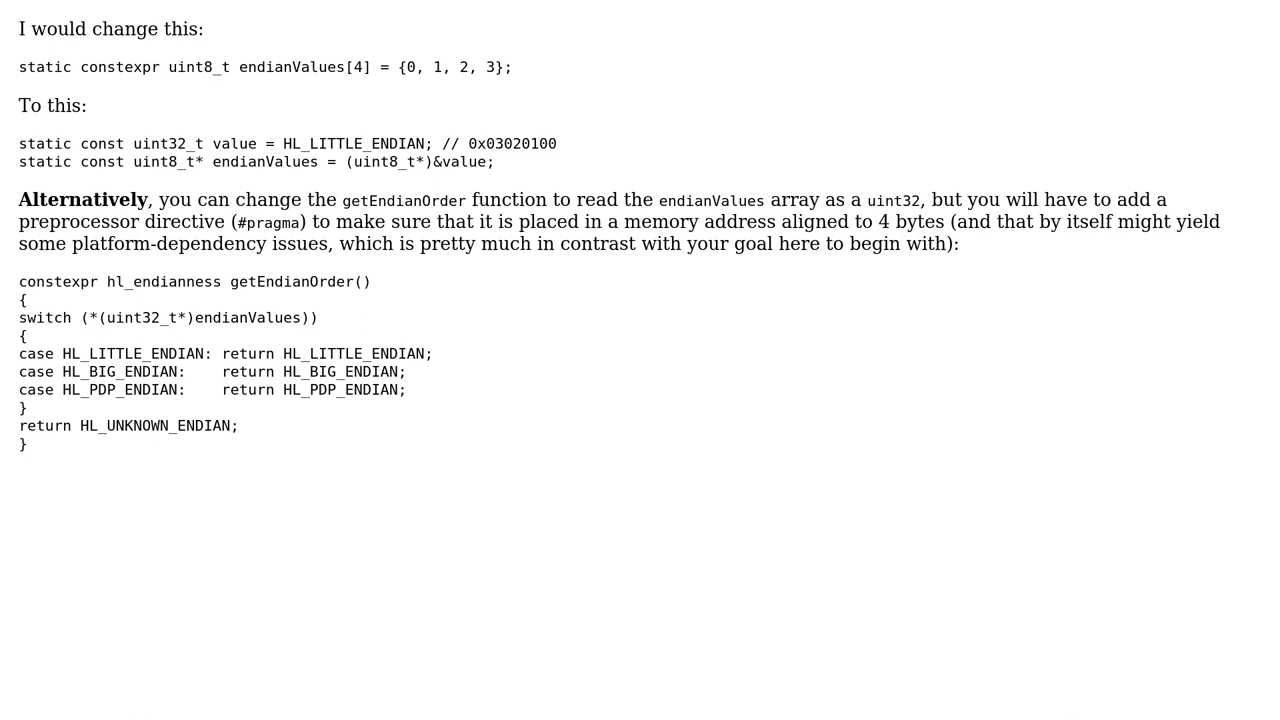 I would change this:
static constexpr uint8_t endianValues[4] = {0, 1, 2, 3};
To this:
static const uint32_t value = HL_LITTLE_ENDIAN; // 0x03020100
static const uint8_t* endianValues = (uint8_t*)&value;
Alternatively, you can change the getEndianOrder function to read the endianValues array as a uint32, but you will have to add a
preprocessor directive (#pragma) to make sure that it is placed in a memory address aligned to 4 bytes (and that by itself might yield
some platform-dependency issues, which is pretty much in contrast with your goal here to begin with):
constexpr hl_endianness getEndianOrder()
{
switch (*(uint32_t*)endianValues))
{
case HL_LITTLE_ENDIAN: return HL_LITTLE_ENDIAN;
case HL_BIG_ENDIAN:    return HL_BIG_ENDIAN;
case HL_PDP_ENDIAN:    return HL_PDP_ENDIAN;
}
return HL_UNKNOWN_ENDIAN;
}